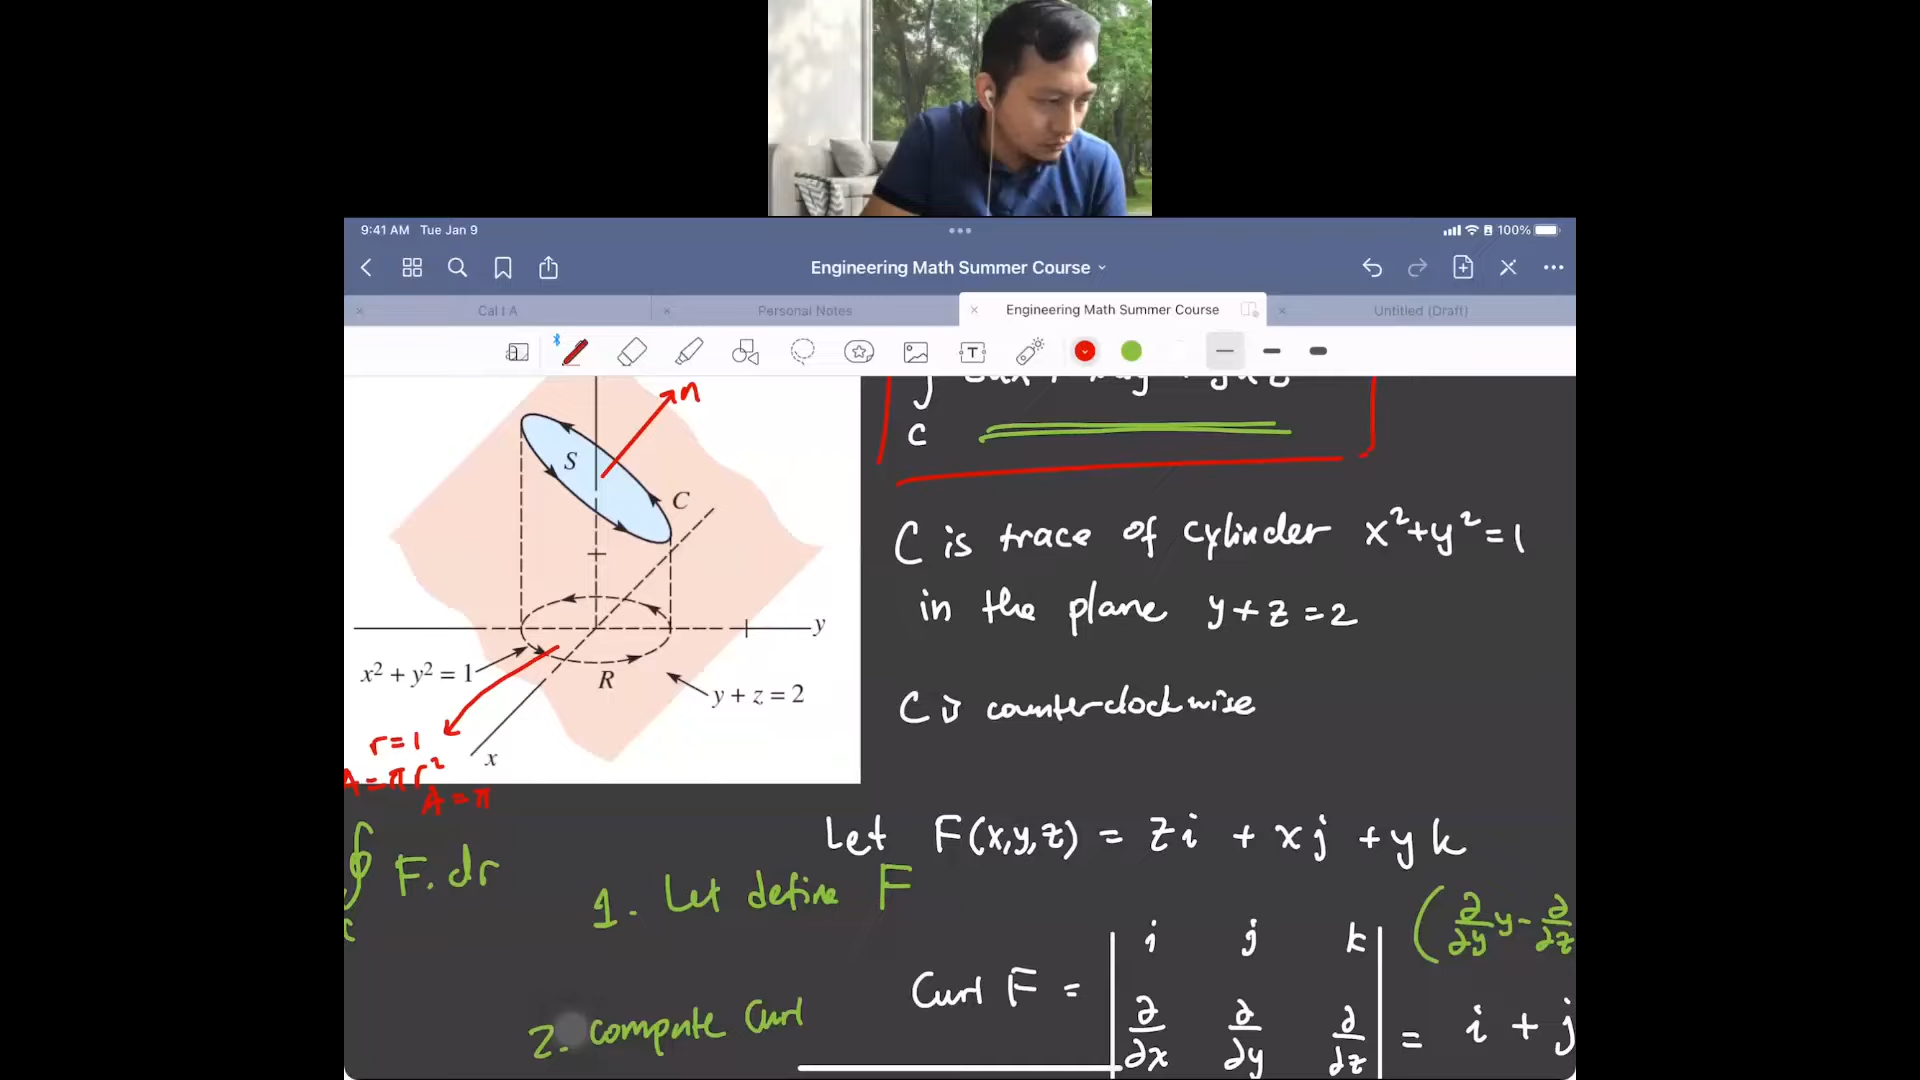 9:41 AM Tue Jan 9
100%
Engineering Math Summer Course
Cal I A
Personal Notes
Engineering Math Summer Course
Untitled (Draft)
n
S
C
C
y
x² + y² = 1
R
y + z = 2
r=1
x
A = πr²
A = π
C is trace of cylinder x²+y²=1
in the plane y+z=2
C is counterclockwise
Let F(x,y,z) = zi + xj + yk
∮ F. dr
C
1. Let define F
(∂/∂y y - ∂/∂z
i j k
Curl F =
∂/∂x ∂/∂y ∂/∂z = i + j
2. compute Curl